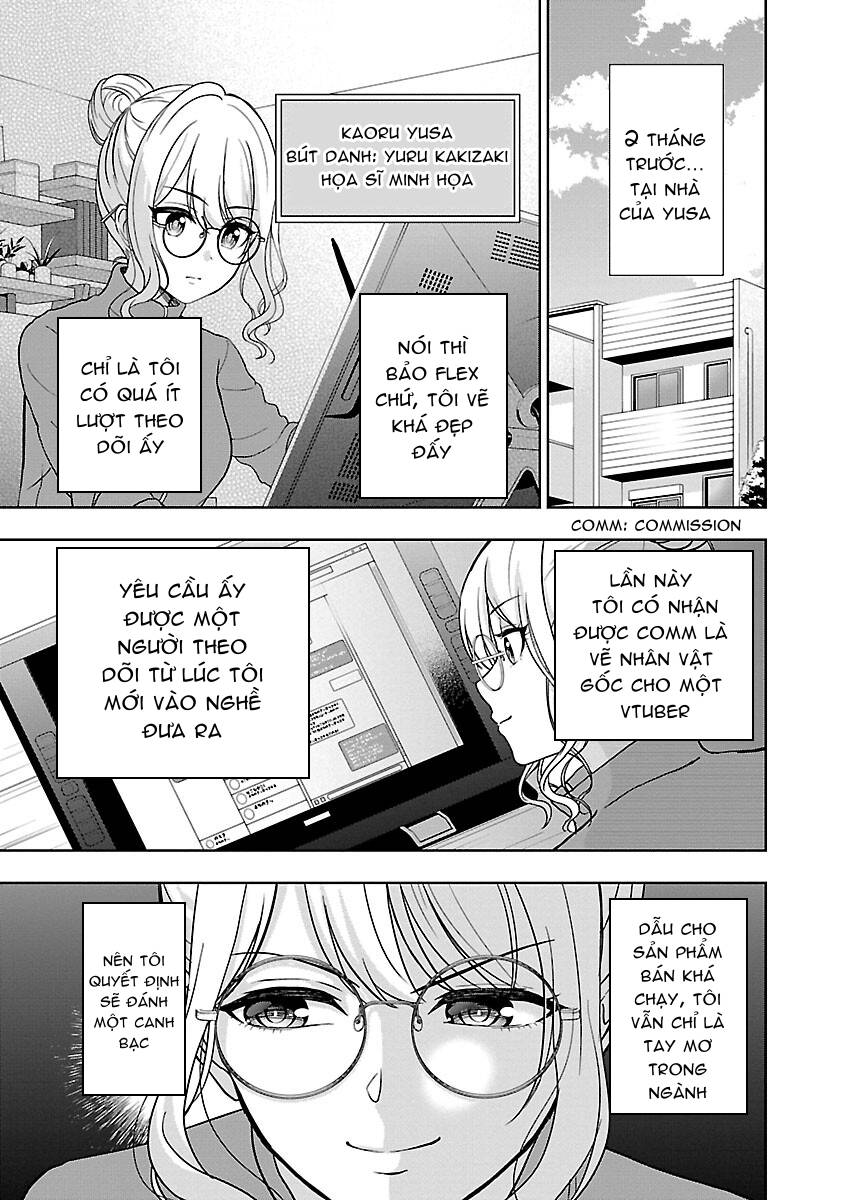 2 THÁNG
TRƯỚC...
TẠI NHÀ
CỦA YUSA
KAORU YUSA
BÚT DANH: YURU KAKIZAKI
HỌA SĨ MINH HỌA
NÓI THÌ
BẢO FLEX
CHỨ, TÔI VẼ
KHÁ ĐẸP
ĐẤY
CHỈ LÀ TÔI
CÓ QUÁ ÍT
LƯỢT THEO
DÕI ẤY
COMM: COMMISSION
LẦN NÀY
TÔI CÓ NHẬN
ĐƯỢC COMM LÀ
VẼ NHÂN VẬT
GỐC CHO MỘT
VTUBER
YÊU CẦU ẤY
ĐƯỢC MỘT
NGƯỜI THEO
DÕI TỪ LÚC TÔI
MỚI VÀO NGHỀ
ĐƯA RA
DẪU CHO
SẢN PHẨM
BÁN KHÁ
CHẠY, TÔI
VẪN CHỈ LÀ
TAY MƠ
TRONG
NGÀNH
NÊN TÔI
QUYẾT ĐỊNH
SẼ ĐÁNH
MỘT CANH
BẠC